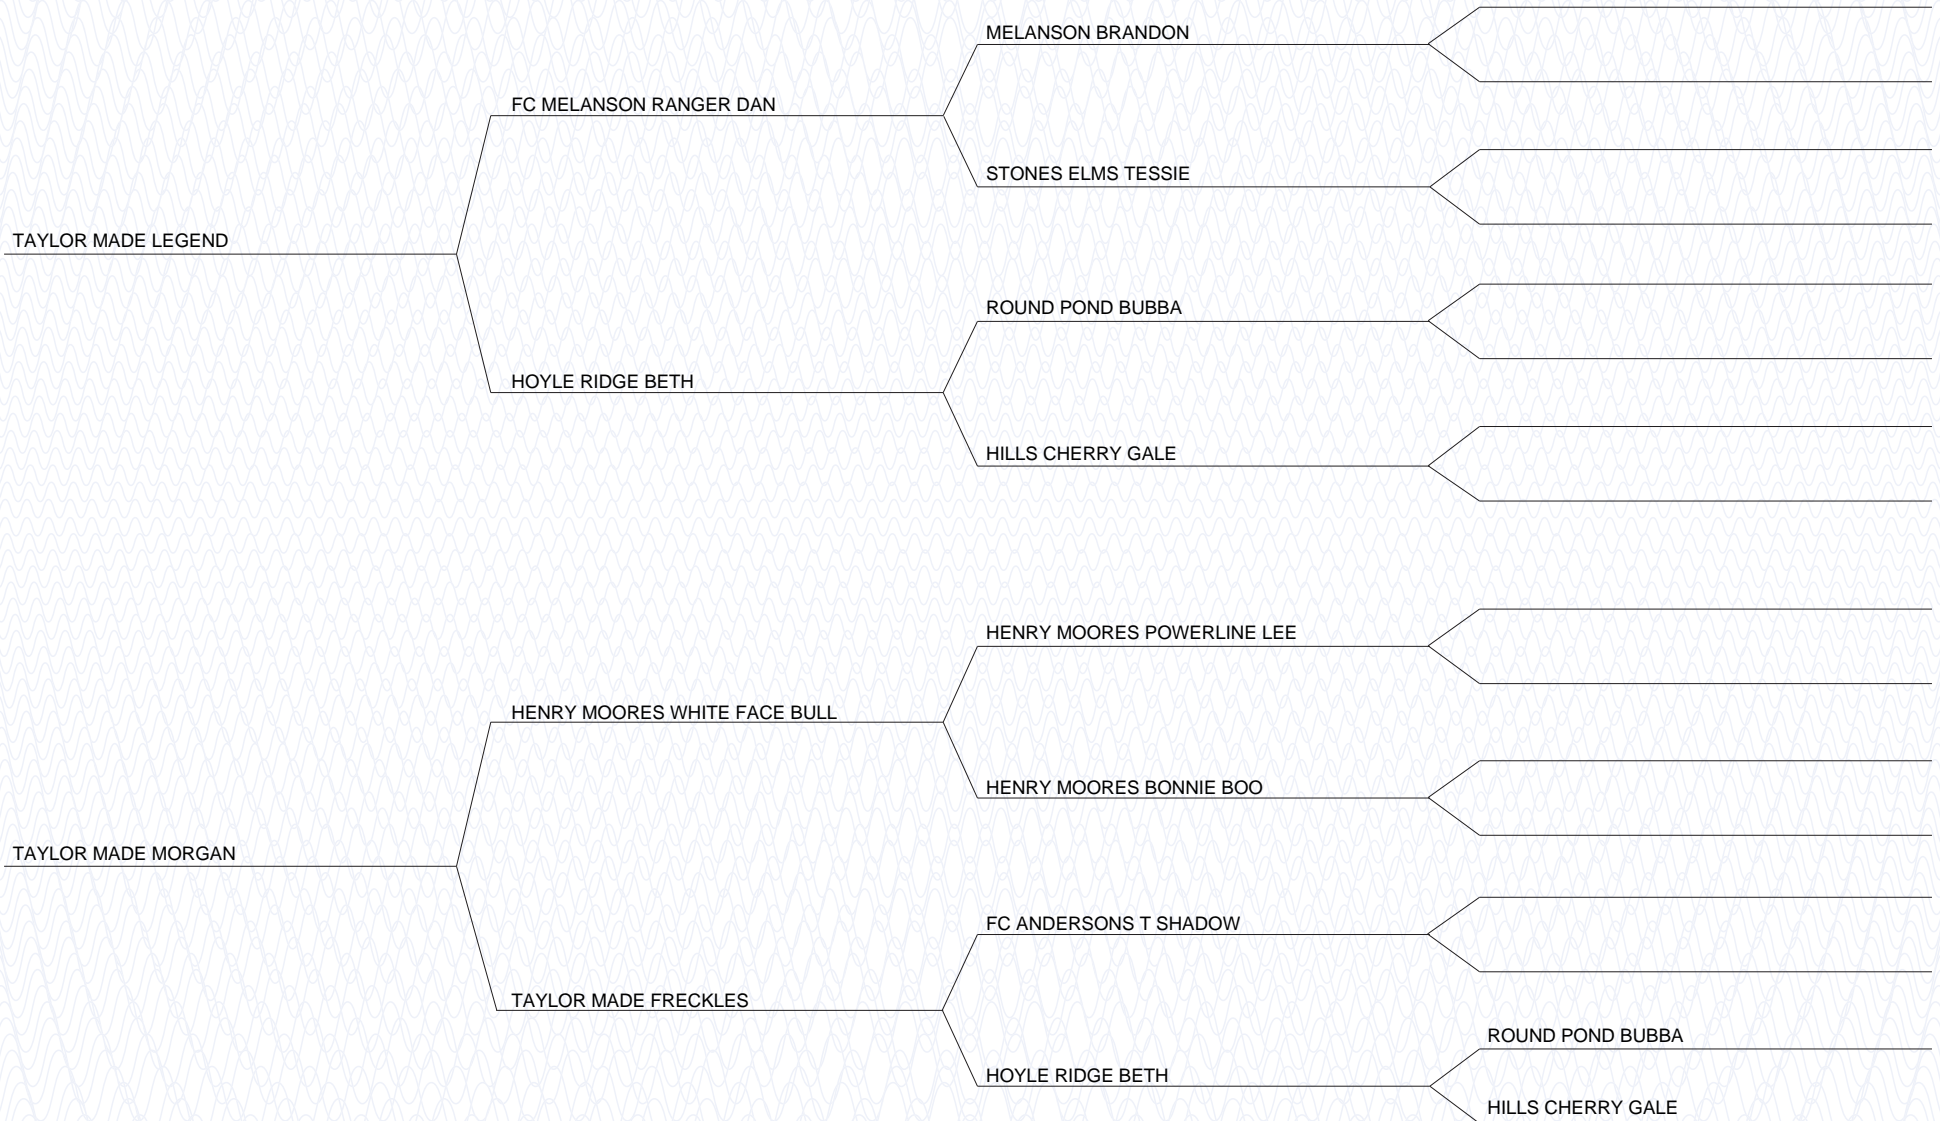 MELANSON BRANDON
FC MELANSON RANGER DAN
STONES ELMS TESSIE
TAYLOR MADE LEGEND
ROUND POND BUBBA
HOYLE RIDGE BETH
HILLS CHERRY GALE
HENRY MOORES POWERLINE LEE
HENRY MOORES WHITE FACE BULL
HENRY MOORES BONNIE BOO
TAYLOR MADE MORGAN
FC ANDERSONS T SHADOW
TAYLOR MADE FRECKLES
ROUND POND BUBBA
HOYLE RIDGE BETH
HILLS CHERRY GALE